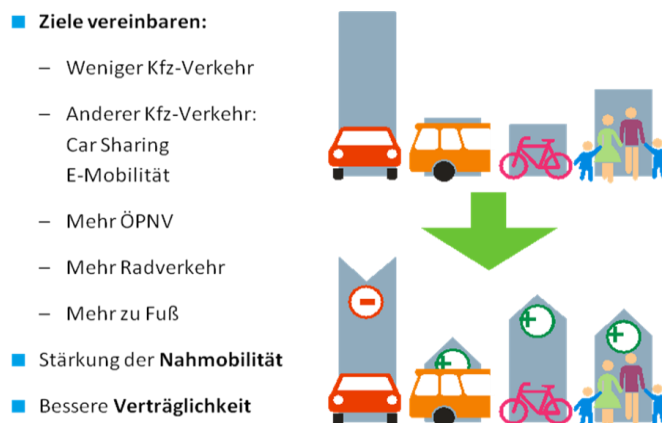 Ziele vereinbaren:
– Weniger Kfz-Verkehr
– Anderer Kfz-Verkehr:
Car Sharing
E-Mobilität
– Mehr ÖPNV
– Mehr Radverkehr
– Mehr zu Fuß
Stärkung der Nahmobilität
Bessere Verträglichkeit